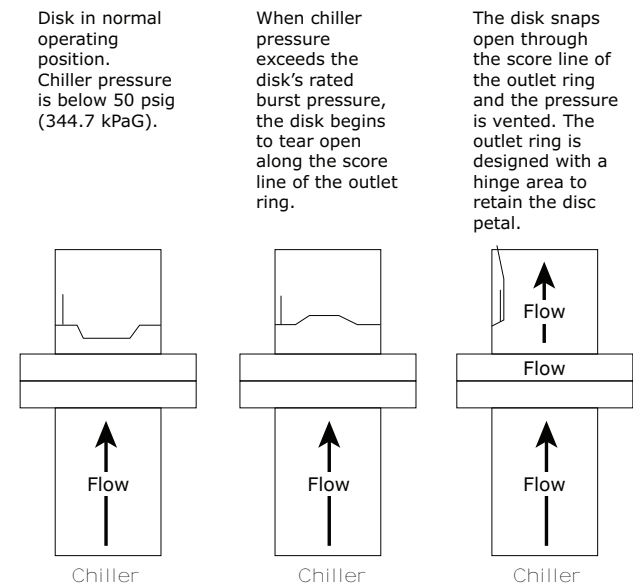 Disk in normal
operating
position.
Chiller pressure
is below 50 psig
(344.7 kPaG).
When chiller
pressure
exceeds the
disk's rated
burst pressure,
the disk begins
to tear open
along the score
line of the outlet
ring.
The disk snaps
open through
the score line of
the outlet ring
and the pressure
is vented. The
outlet ring is
designed with a
hinge area to
retain the disc
petal.
Flow
Flow
Flow
Flow
Flow
Chiller
Chiller
Chiller